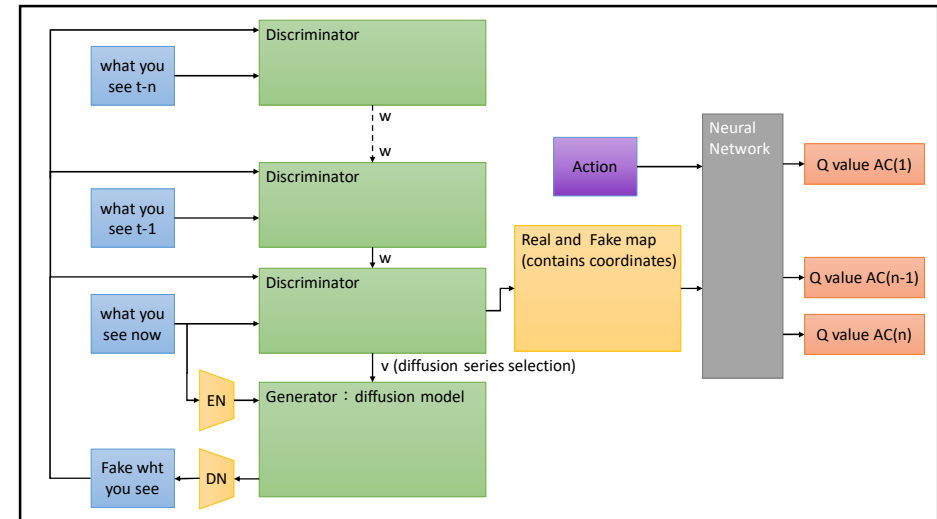 Discriminator
what you
see t-n
w
w
Discriminator
what you
see t-1
w
Discriminator
what you
see now
v (diffusion series selection)
EN
Generator：diffusion model
Fake wht
you see
DN
Action
Real and Fake map
(contains coordinates)
Neural
Network
Q value AC(1)
Q value AC(n-1)
Q value AC(n)